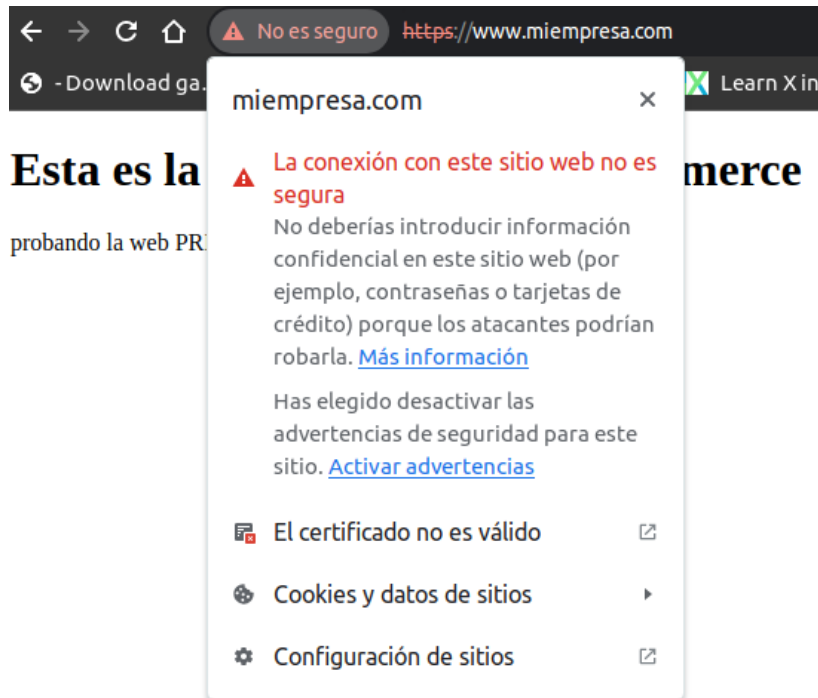 No es seguro https://www.miempresa.com
- Download ga.
Learn X in
miempresa.com
La conexión con este sitio web no es
segura
No deberías introducir información
confidencial en este sitio web (por
ejemplo, contraseñas o tarjetas de
crédito) porque los atacantes podrían
robarla. Más información
Has elegido desactivar las
advertencias de seguridad para este
sitio. Activar advertencias
El certificado no es válido
Cookies y datos de sitios
Configuración de sitios
Esta es la merce
probando la web PR